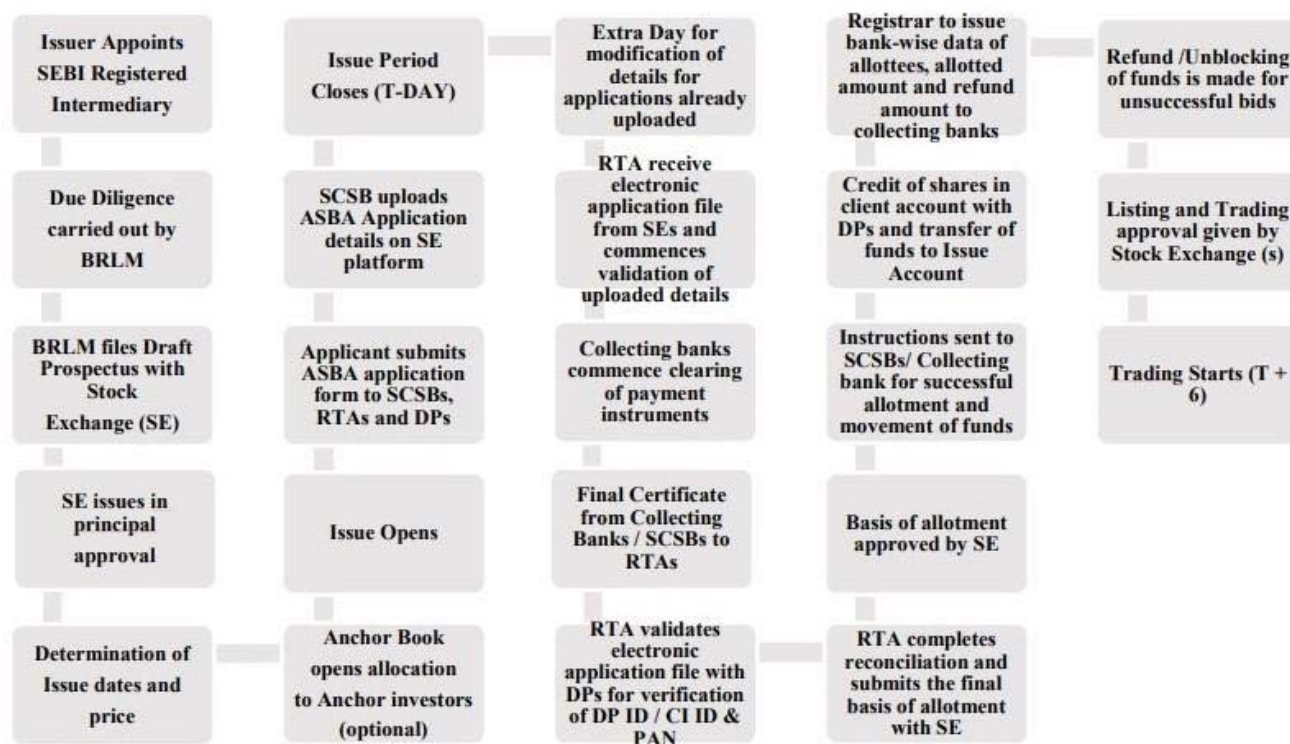 Issuer Appoints
SEBI Registered
Intermediary
Due Diligence
carried out by
BRLM
BRLM files Draft
Prospectus with
Stock
Exchange (SE)
SE issues in
principal
approval
Determination of
Issue dates and
price
Anchor Book
opens allocation
to Anchor investors
(optional)
Issue Opens
Applicant submits
ASBA application
form to SCSBs,
RTAs and DPs
SCSB uploads
ASBA Application
details on SE
platform
Issue Period
Closes (T-DAY)
Extra Day for
modification of
details for
applications already
uploaded
RTA receive
electronic
application file
from SEs and
commences
validation of
uploaded details
Collecting banks
commence clearing
of payment
instruments
Final Certificate
from Collecting
Banks / SCSBs to
RTAs
RTA validates
electronic
application file with
DPs for verification
of DP ID / CI ID &
PAN
RTA completes
reconciliation and
submits the final
basis of allotment
with SE
Basis of allotment
approved by SE
Instructions sent to
SCSBs/ Collecting
bank for successful
allotment and
movement of funds
Credit of shares in
client account with
DPs and transfer of
funds to Issue
Account
Registrar to issue
bank-wise data of
allottees, allotted
amount and refund
amount to
collecting banks
Refund /Unblocking
of funds is made for
unsuccessful bids
Listing and Trading
approval given by
Stock Exchange (s)
Trading Starts (T +
6)